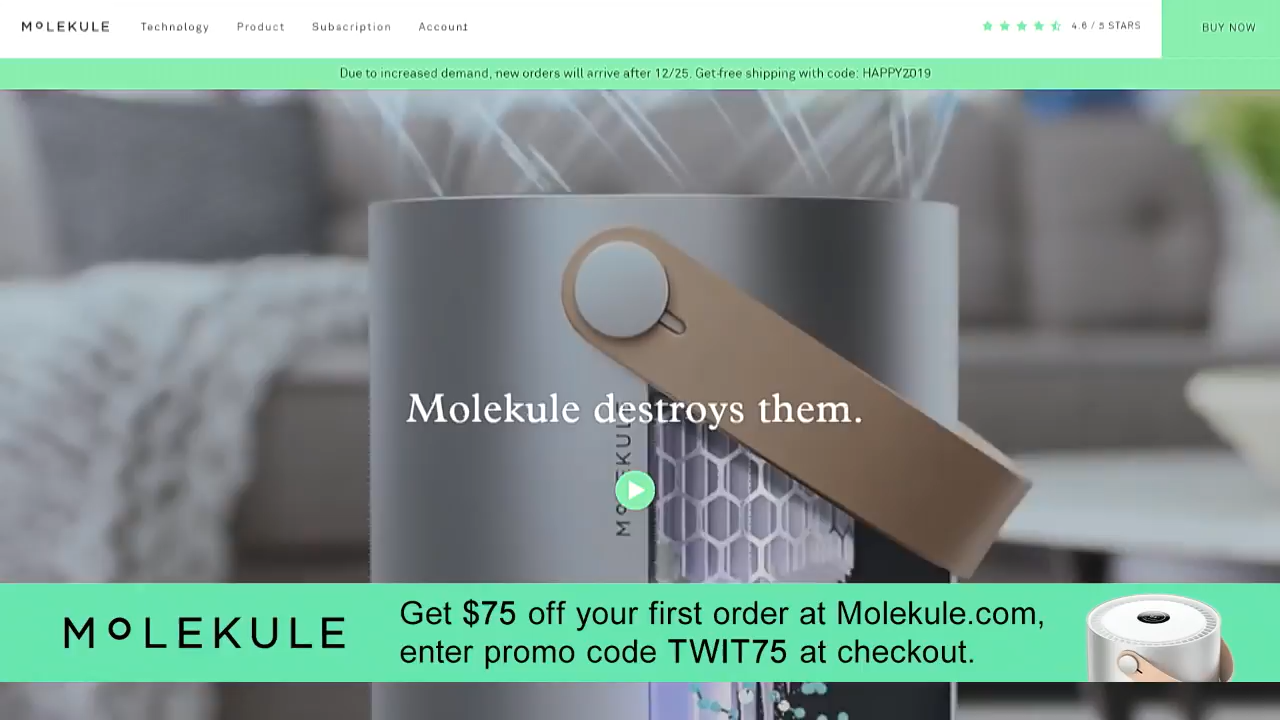 MOLEKULE Technology Product Subscription Account 4.6 / 5 STARS BUY NOW
Due to increased demand, new orders will arrive after 12/25. Get free shipping with code: HAPPY2019
Molekule destroys them.
MOLEKULE
MOLEKULE
Get $75 off your first order at Molekule.com,
enter promo code TWIT75 at checkout.